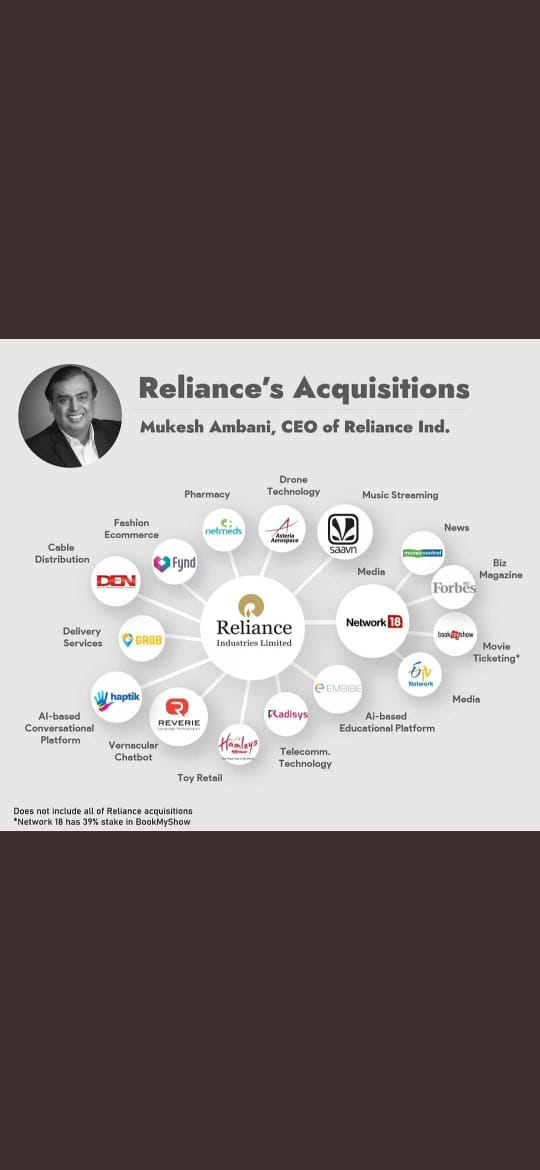 Reliance's Acquisitions
Mukesh Ambani, CEO of Reliance Ind.
Drone
Technology
Pharmacy
Music Streaming
Fashion
Ecommerce
netmeds
Asteria
Aerospace
saavn
News
Cable
Distribution
Fynd
moneycontrol
Media
Biz
Magazine
DEN
Forbes
Reliance
Industries Limited
Network 18
Delivery
Services
GRAB
bookmyshow
Movie
Ticketing*
etv
Network
haptik
EMBIBE
Media
AI-based
Conversational
Platform
REVERIE
Language Technologies
Radisys
Ai-based
Educational Platform
Vernacular
Chatbot
Hamleys
Telecomm.
Technology
Toy Retail
Does not include all of Reliance acquisitions
*Network 18 has 39% stake in BookMyShow